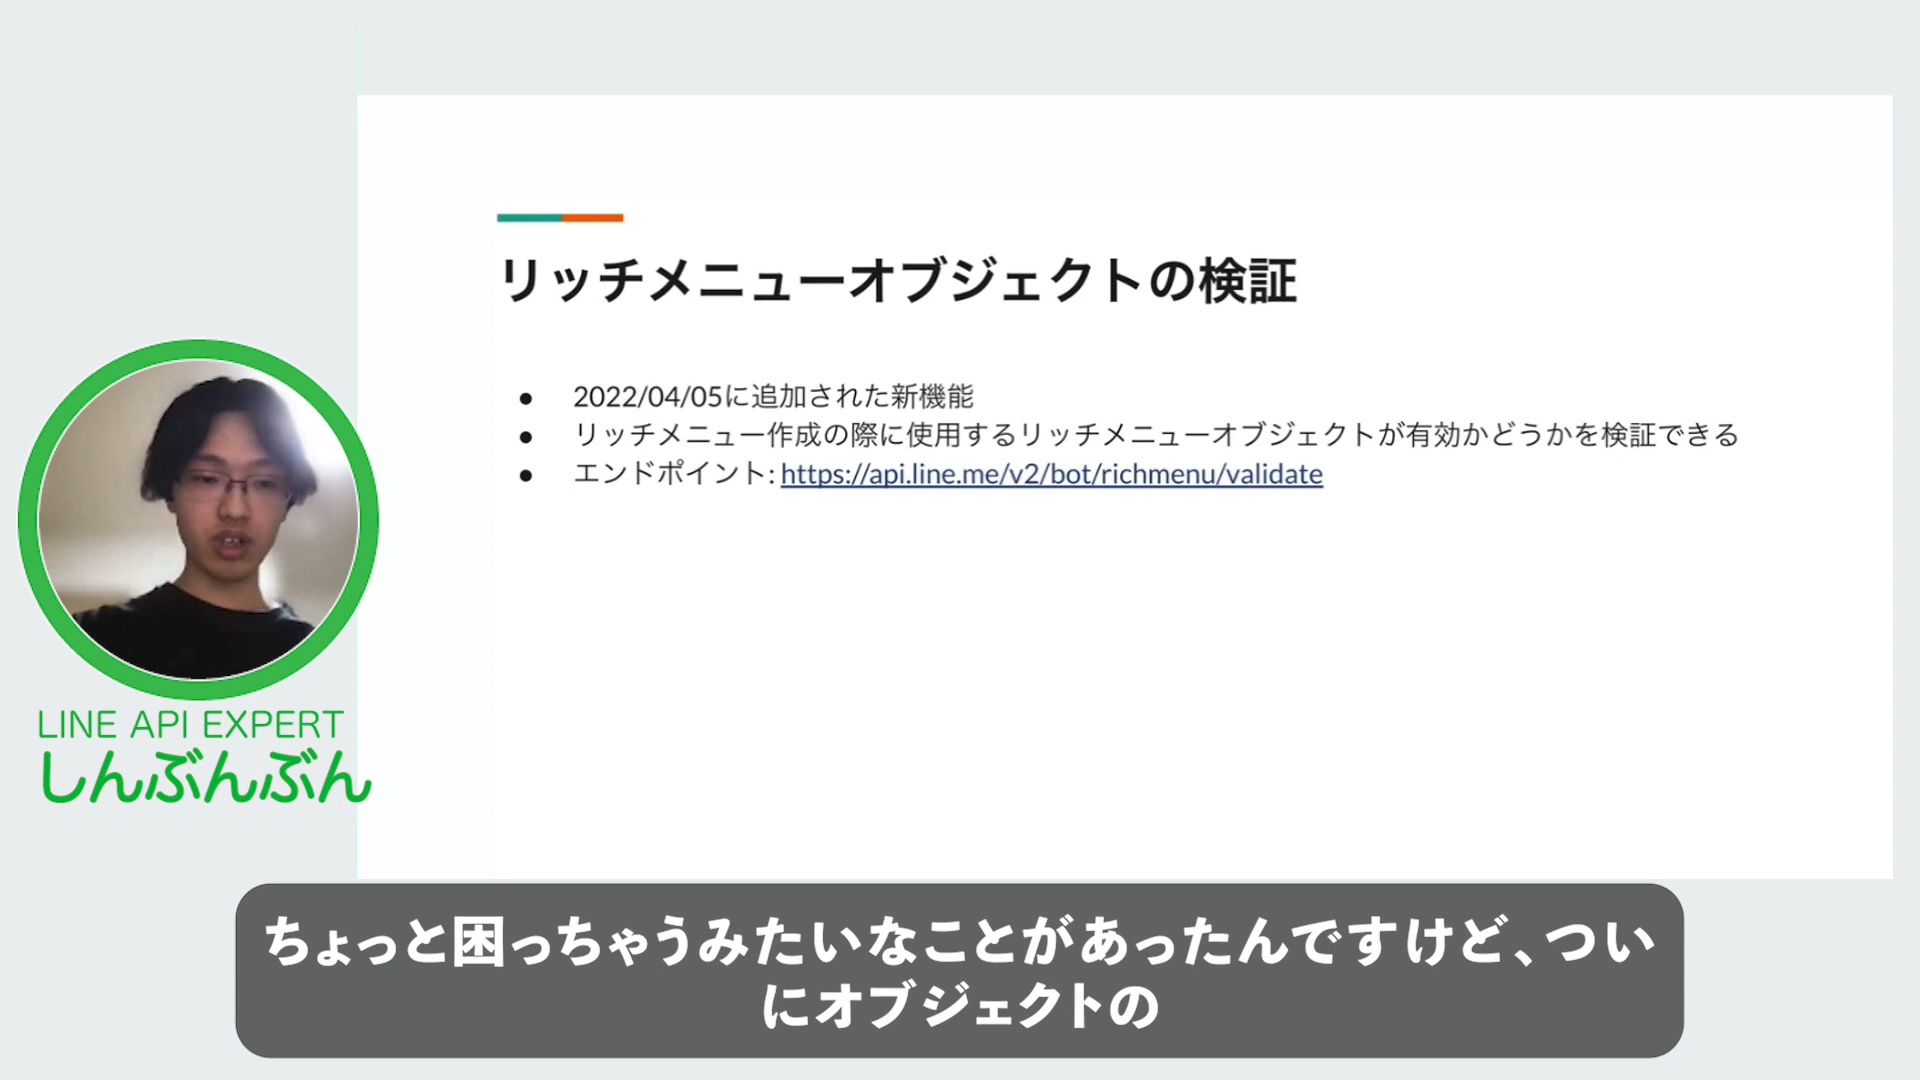 リッチメニューオブジェクトの検証
● 2022/04/05に追加された新機能
● リッチメニュー作成の際に使用するリッチメニューオブジェクトが有効かどうかを検証できる
● エンドポイント: https://api.line.me/v2/bot/richmenu/validate
LINE API EXPERT
しんぶんぶん
ちょっと困っちゃうみたいなことがあったんですけど、つい
にオブジェクトの